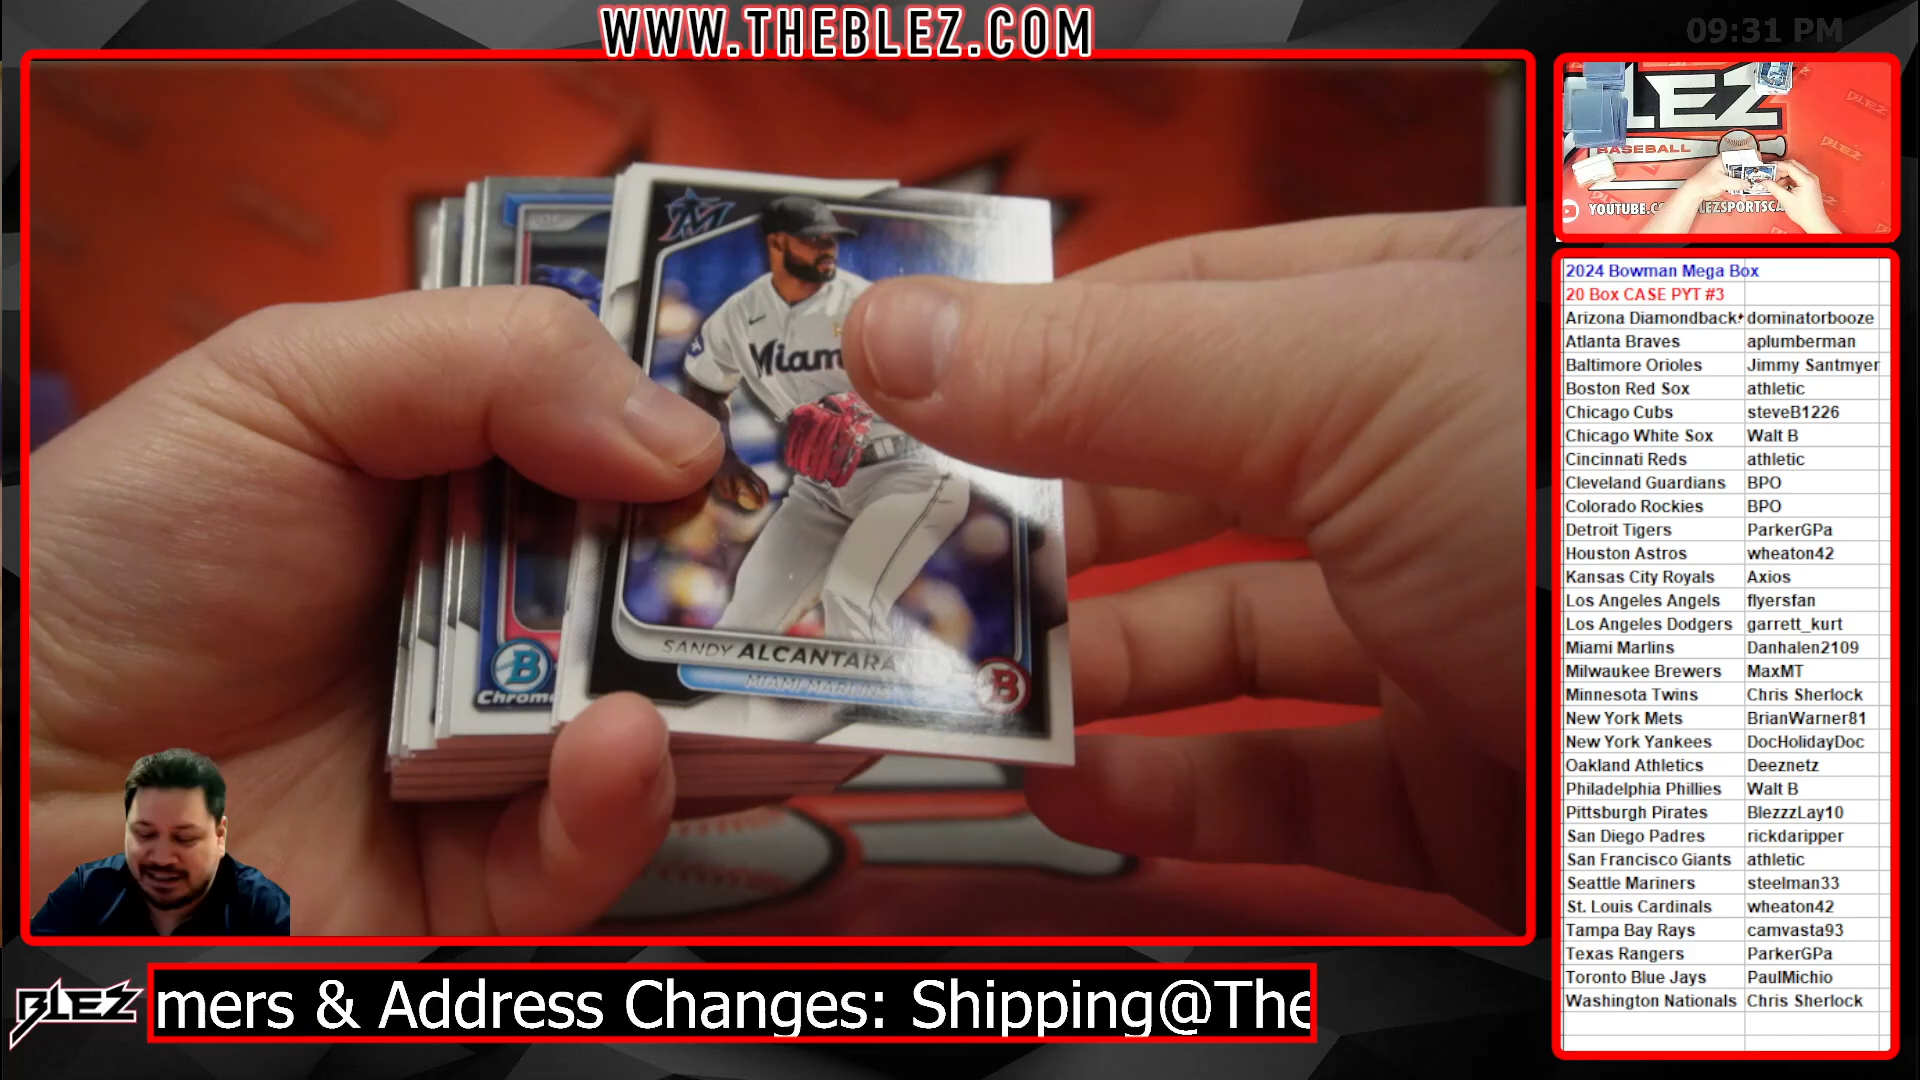 WWW.THEBLEZ.COM
09:31 PM
Miam
SANDY ALCANTARA
MIAMI MARLINS
B
B
Chrome
LEZ
BASEBALL
YOUTUBE.C
LEZSPORTSCA
2024 Bowman Mega Box
20 Box CASE PYT #3
Arizona Diamondback dominatorbooze
Atlanta Braves aplumberman
Baltimore Orioles Jimmy Santmyer
Boston Red Sox athletic
Chicago Cubs steveB1226
Chicago White Sox Walt B
Cincinnati Reds athletic
Cleveland Guardians BPO
Colorado Rockies BPO
Detroit Tigers ParkerGPa
Houston Astros wheaton42
Kansas City Royals Axios
Los Angeles Angels flyersfan
Los Angeles Dodgers garrett_kurt
Miami Marlins Danhalen2109
Milwaukee Brewers MaxMT
Minnesota Twins Chris Sherlock
New York Mets BrianWarner81
New York Yankees DocHolidayDoc
Oakland Athletics Deeznetz
Philadelphia Phillies Walt B
Pittsburgh Pirates BlezzzLay10
San Diego Padres rickdaripper
San Francisco Giants athletic
Seattle Mariners steelman33
St. Louis Cardinals wheaton42
Tampa Bay Rays camvasta93
Texas Rangers ParkerGPa
Toronto Blue Jays PaulMichio
Washington Nationals Chris Sherlock
BLEZ
mers & Address Changes: Shipping@The